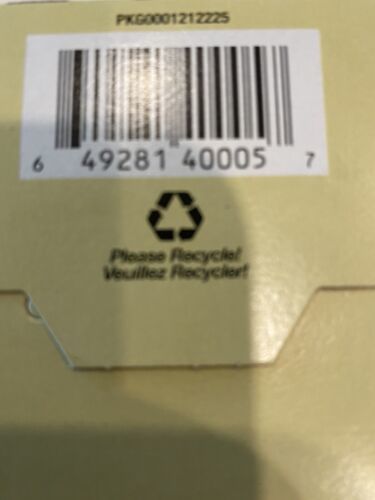 PKG0001212225
6 49281 40005 7
Please Recycle!
Veuillez Recycler!